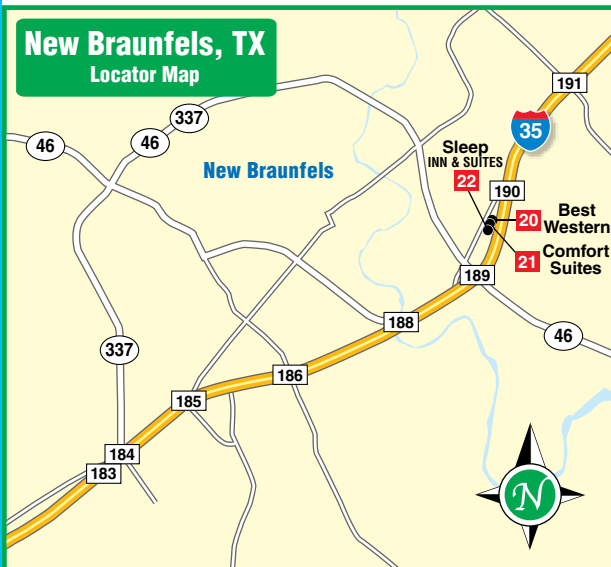 New Braunfels, TX
Locator Map
191
337
35
46
46
Sleep
INN & SUITES
New Braunfels
22
190
20
Best
Western
21
Comfort
Suites
189
188
46
337
186
185
184
183
N